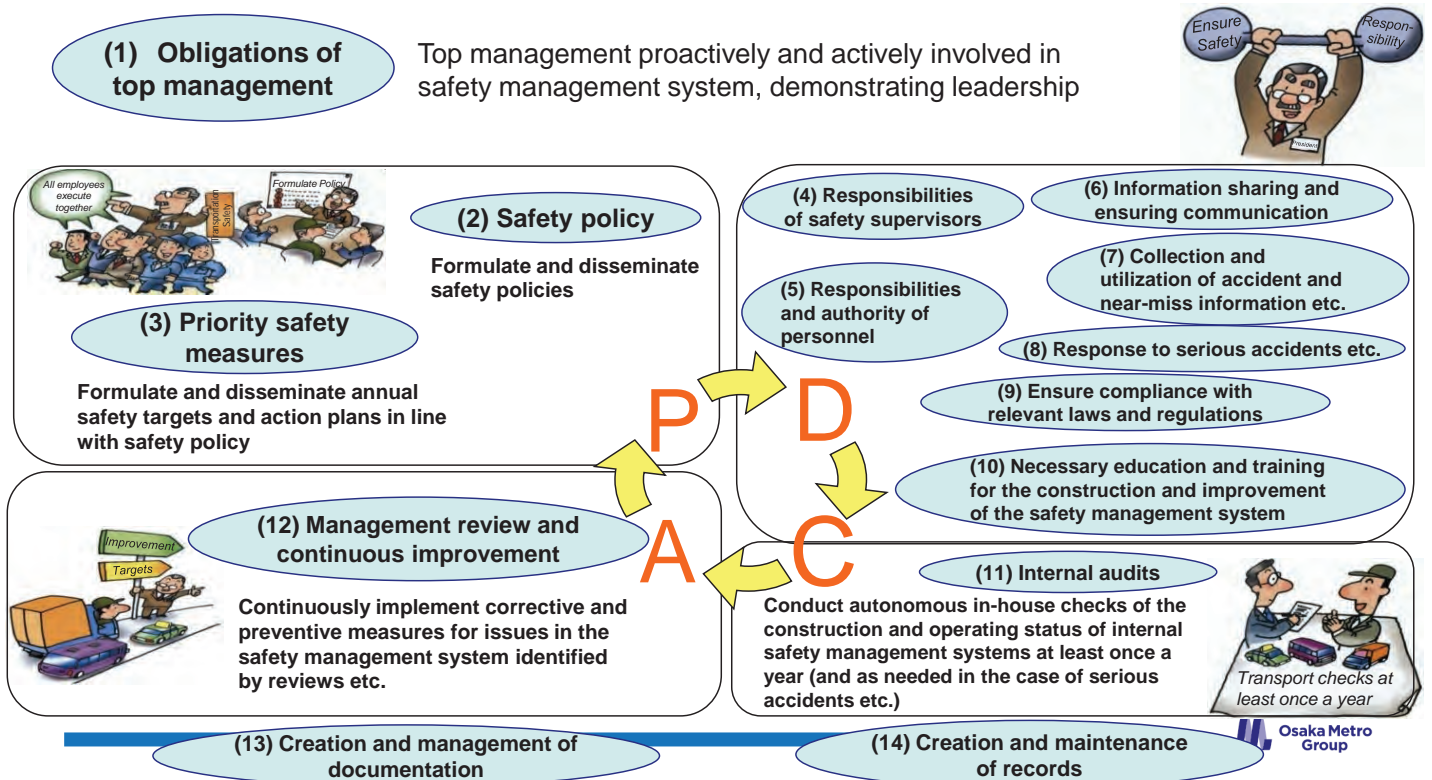 (1) Obligations of
top management
Top management proactively and actively involved in
safety management system, demonstrating leadership
Ensure
Safety
Respon-
sibility
President
All employees
execute
together
Transportation
Safety
Formulate Policy
(2) Safety policy
Formulate and disseminate
safety policies
(3) Priority safety
measures
Formulate and disseminate annual
safety targets and action plans in line
with safety policy
P
(4) Responsibilities
of safety supervisors
(5) Responsibilities
and authority of
personnel
(6) Information sharing and
ensuring communication
(7) Collection and
utilization of accident and
near-miss information etc.
(8) Response to serious accidents etc.
(9) Ensure compliance with
relevant laws and regulations
(10) Necessary education and training
for the construction and improvement
of the safety management system
D
Improvement
Targets
(12) Management review and
continuous improvement
Continuously implement corrective and
preventive measures for issues in the
safety management system identified
by reviews etc.
A
C
(11) Internal audits
Conduct autonomous in-house checks of the
construction and operating status of internal
safety management systems at least once a
year (and as needed in the case of serious
accidents etc.)
Transport checks at
least once a year
(13) Creation and management of
documentation
(14) Creation and maintenance
of records
Osaka Metro
Group